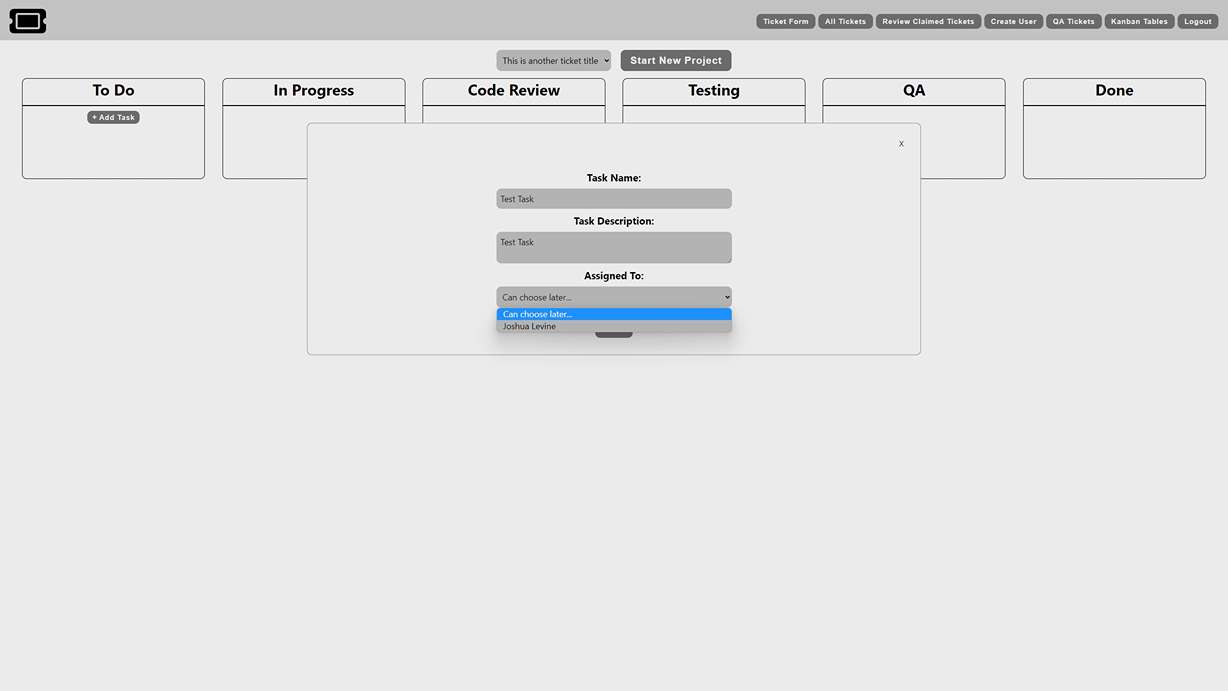 Ticket Form All Tickets Review Claimed Tickets Create User QA Tickets Kanban Tables Logout
This is another ticket title Start New Project
To Do In Progress Code Review Testing QA Done
+ Add Task
X
Task Name:
Test Task
Task Description:
Test Task
Assigned To:
Can choose later...
Can choose later...
Joshua Levine